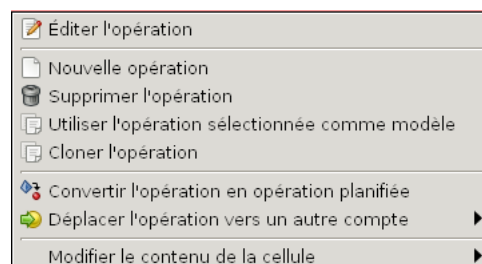 Éditer l'opération
Nouvelle opération
Supprimer l'opération
Utiliser l'opération sélectionnée comme modèle
Cloner l'opération
Convertir l'opération en opération planifiée
Déplacer l'opération vers un autre compte
Modifier le contenu de la cellule